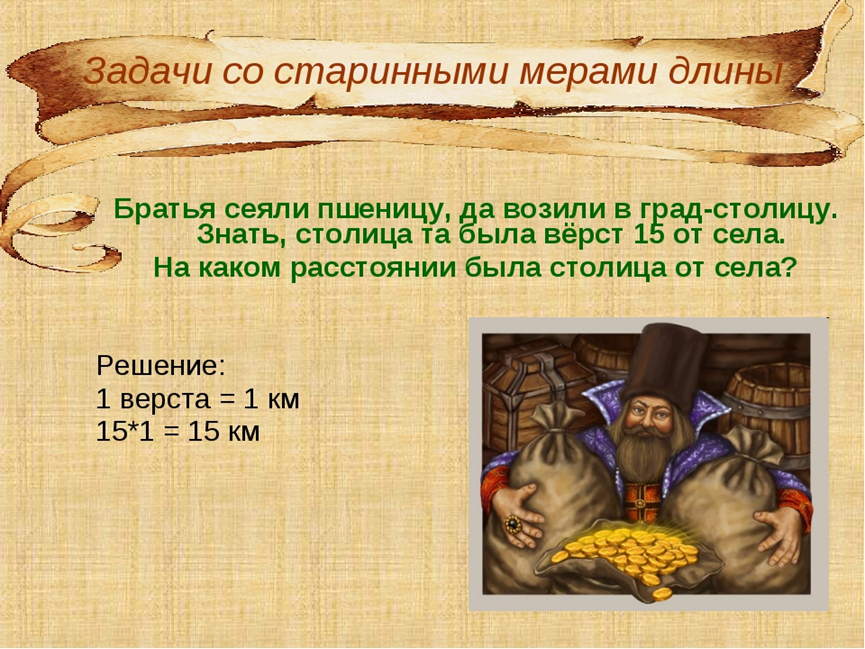 Задачи со старинными мерами длины
Братья сеяли пшеницу, да возили в град-столицу.
Знать, столица та была вёрст 15 от села.
На каком расстоянии была столица от села?
Решение:
1 верста = 1 км
15*1 = 15 км